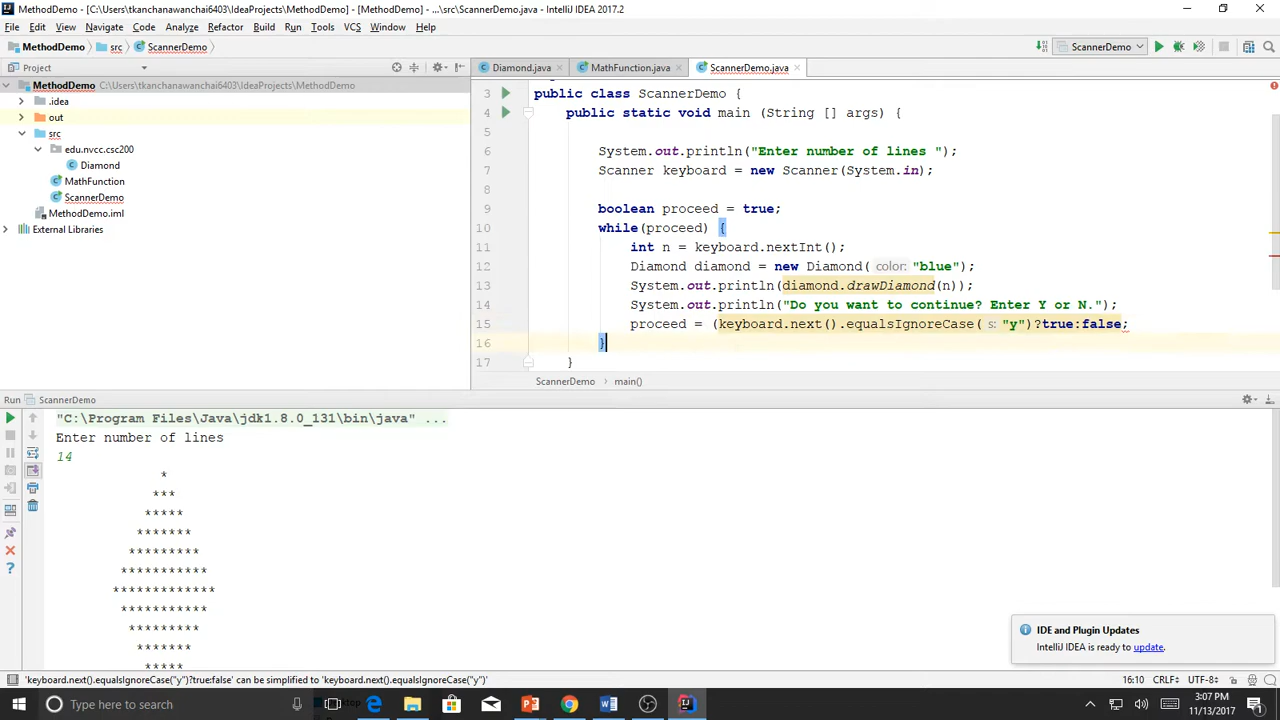 MethodDemo - [C:\Users\tkanchanawanchai6403\IdeaProjects\MethodDemo] - [MethodDemo] - ...\src\ScannerDemo.java - IntelliJ IDEA 2017.2
File Edit View Navigate Code Analyze Refactor Build Run Tools VCS Window Help
MethodDemo src ScannerDemo ScannerDemo
Project Diamond.java MathFunction.java ScannerDemo.java
MethodDemo C:\Users\tkanchanawanchai6403\IdeaProjects\MethodDemo
.idea
out
src
edu.nvcc.csc200
Diamond
MathFunction
ScannerDemo
MethodDemo.iml
External Libraries
3 public class ScannerDemo {
4 public static void main (String [] args) {
5
6 System.out.println("Enter number of lines ");
7 Scanner keyboard = new Scanner(System.in);
8
9 boolean proceed = true;
10 while(proceed) {
11 int n = keyboard.nextInt();
12 Diamond diamond = new Diamond( color: "blue");
13 System.out.println(diamond.drawDiamond(n));
14 System.out.println("Do you want to continue? Enter Y or N.");
15 proceed = (keyboard.next().equalsIgnoreCase( s: "y")?true:false;
16 }
17 }
ScannerDemo main()
Run ScannerDemo
"C:\Program Files\Java\jdk1.8.0_131\bin\java" ...
Enter number of lines
14
*
***
*****
*******
*********
***********
*************
***********
*********
*******
*****
IDE and Plugin Updates
IntelliJ IDEA is ready to update.
'keyboard.next().equalsIgnoreCase("y")?true:false' can be simplified to 'keyboard.next().equalsIgnoreCase("y")' 16:10 CRLF÷ UTF-8÷
Type here to search 3:07 PM
11/13/2017